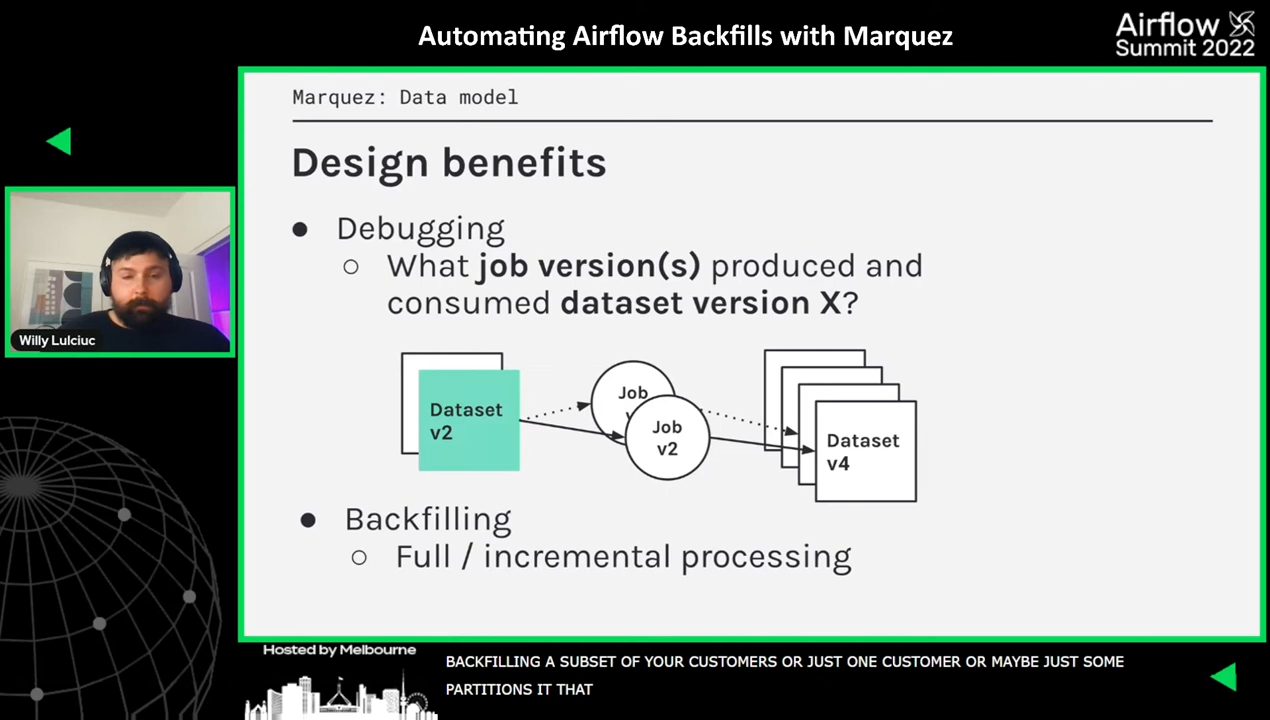 Automating Airflow Backfills with Marquez
Airflow
Summit 2022
Marquez: Data model
Design benefits
● Debugging
○ What job version(s) produced and
consumed dataset version X?
Dataset
v2
Job
v
Job
v2
Dataset
v4
● Backfilling
○ Full / incremental processing
Willy Lulciuc
Hosted by Melbourne
BACKFILLING A SUBSET OF YOUR CUSTOMERS OR JUST ONE CUSTOMER OR MAYBE JUST SOME
PARTITIONS IT THAT